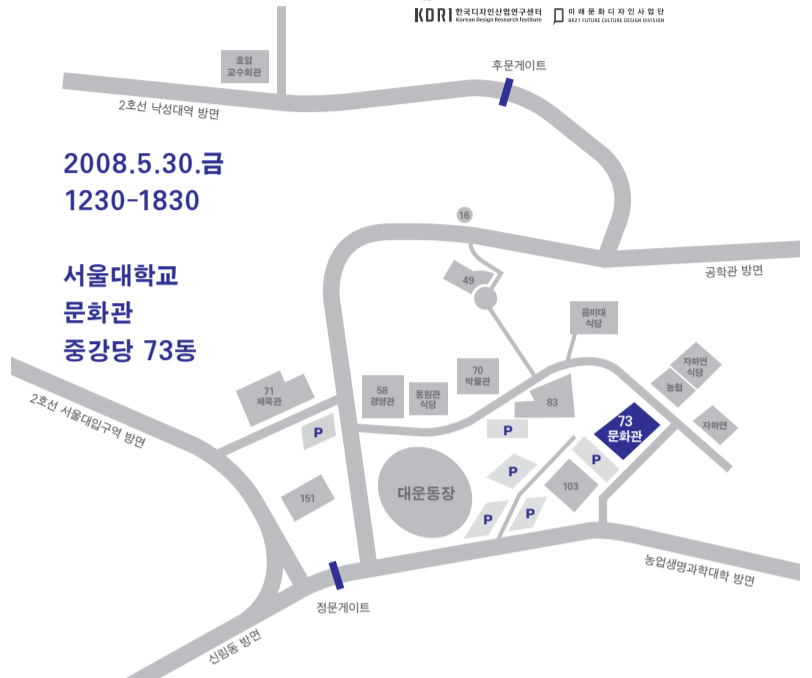 KDRI 한국디자인산업연구센터
Korean Design Research Institute
미래문화디자인사업단
BK21 FUTURE CULTURE DESIGN DIVISION
호암
교수회관
후문게이트
2호선 낙성대역 방면
2008.5.30.금
1230-1830
16
공학관 방면
서울대학교
문화관
중강당 73동
49
음미대
식당
자하연
식당
농협
70
박물관
71
체육관
58
경영관
동원관
식당
83
73
문화관
자하연
2호선 서울대입구역 방면
P
P
P
P
151
대운동장
103
P
P
농업생명과학대학 방면
정문게이트
신림동 방면